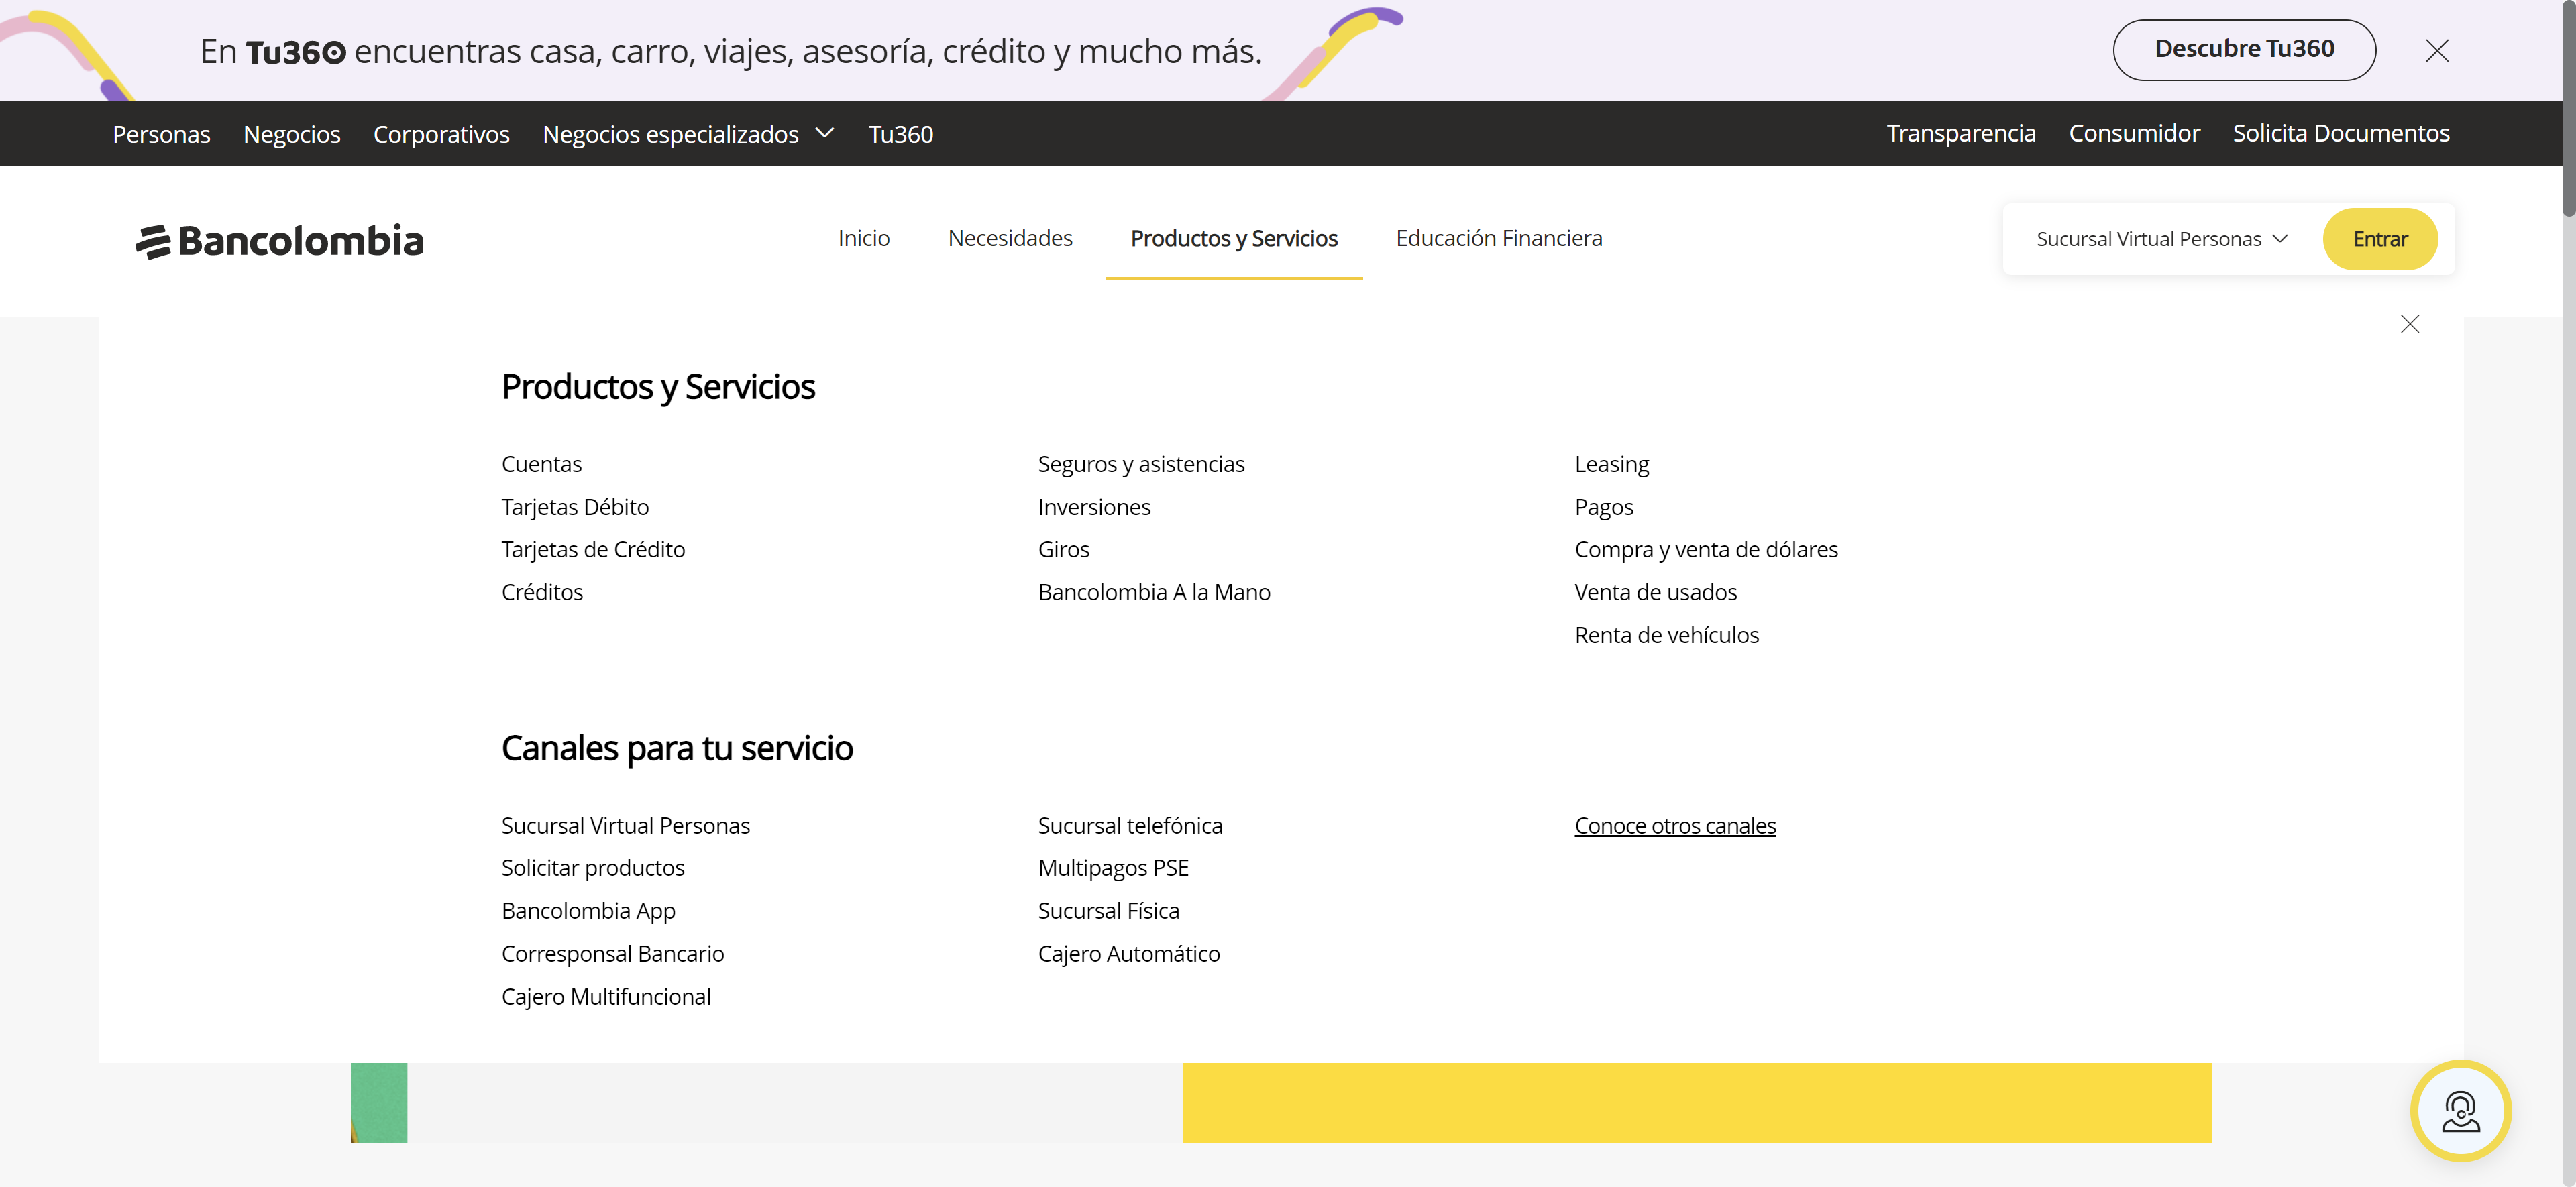 En Tu360 encuentras casa, carro, viajes, asesoría, crédito y mucho más.
Descubre Tu360
Personas Negocios Corporativos Negocios especializados Tu360
Transparencia Consumidor Solicita Documentos
Bancolombia
Inicio Necesidades Productos y Servicios Educación Financiera
Sucursal Virtual Personas
Entrar
Productos y Servicios
Cuentas
Tarjetas Débito
Tarjetas de Crédito
Créditos
Seguros y asistencias
Inversiones
Giros
Bancolombia A la Mano
Leasing
Pagos
Compra y venta de dólares
Venta de usados
Renta de vehículos
Canales para tu servicio
Sucursal Virtual Personas
Solicitar productos
Bancolombia App
Corresponsal Bancario
Cajero Multifuncional
Sucursal telefónica
Multipagos PSE
Sucursal Física
Cajero Automático
Conoce otros canales